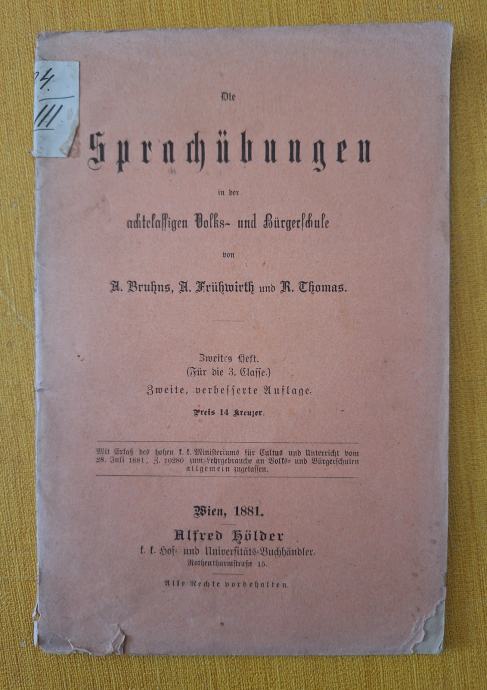 04.
III
Die
Sprachübungen
in der
achtclassigen Volks- und Bürgerschule
von
A. Bruhns, A. Frühwirth und R. Thomas.
Zweites Heft.
(Für die 3. Classe.)
Zweite, verbesserte Auflage.
Preis 14 Kreuzer.
Mit Erlaß des hohen k. k. Ministeriums für Cultus und Unterricht vom
28. Juli 1881, Z. 10280 zum Lehrgebrauche an Volks- und Bürgerschulen
allgemein zugelassen.
Wien, 1881.
Alfred Hölder
k. k. Hof- und Universitäts-Buchhändler.
Rothenthurmstraße 15.
Alle Rechte vorbehalten.